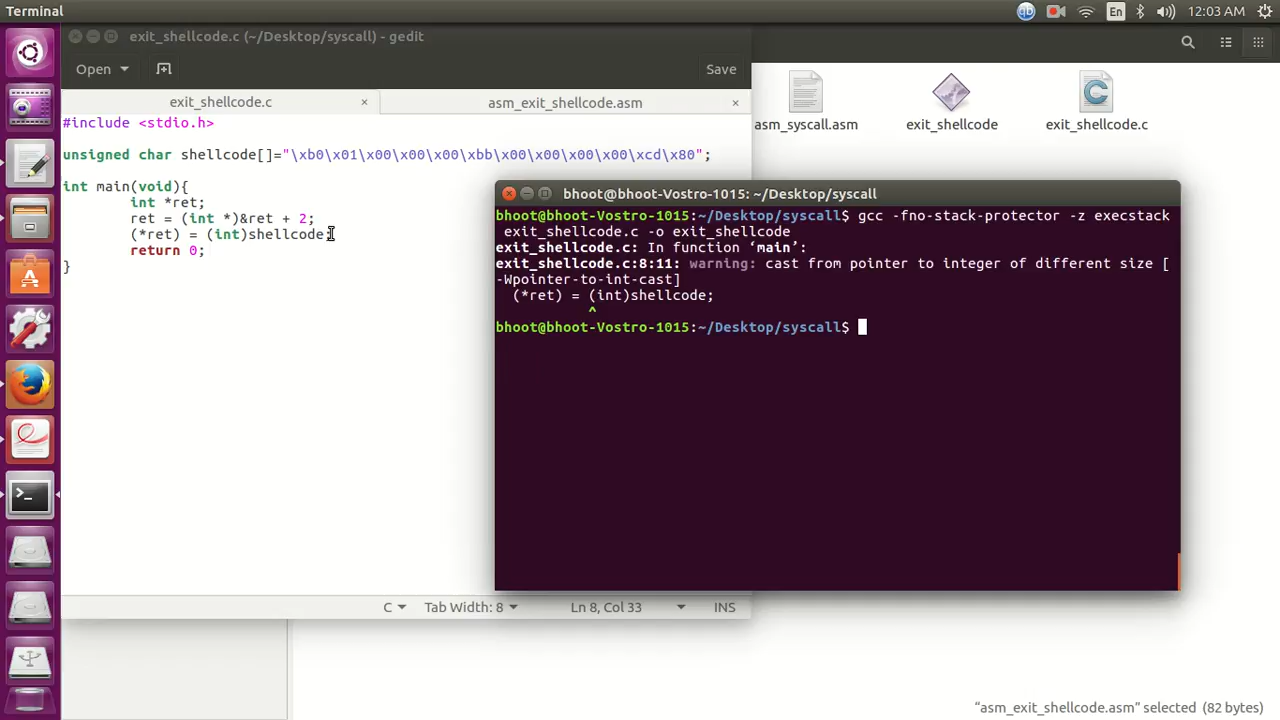 Terminal
En
12:03 AM
exit_shellcode.c (~/Desktop/syscall) - gedit
Open
Save
exit_shellcode.c ×
asm_exit_shellcode.asm ×
#include <stdio.h>
unsigned char shellcode[]="\xb0\x01\x00\x00\x00\xbb\x00\x00\x00\x00\xcd\x80";
int main(void){
int *ret;
ret = (int *)&ret + 2;
(*ret) = (int)shellcode;
return 0;
}
C
Tab Width: 8
Ln 8, Col 33
INS
asm_syscall.asm
exit_shellcode
exit_shellcode.c
bhoot@bhoot-Vostro-1015: ~/Desktop/syscall
bhoot@bhoot-Vostro-1015:~/Desktop/syscall$ gcc -fno-stack-protector -z execstack
exit_shellcode.c -o exit_shellcode
exit_shellcode.c: In function ‘main’:
exit_shellcode.c:8:11: warning: cast from pointer to integer of different size [
-Wpointer-to-int-cast]
(*ret) = (int)shellcode;
^
bhoot@bhoot-Vostro-1015:~/Desktop/syscall$
“asm_exit_shellcode.asm” selected (82 bytes)